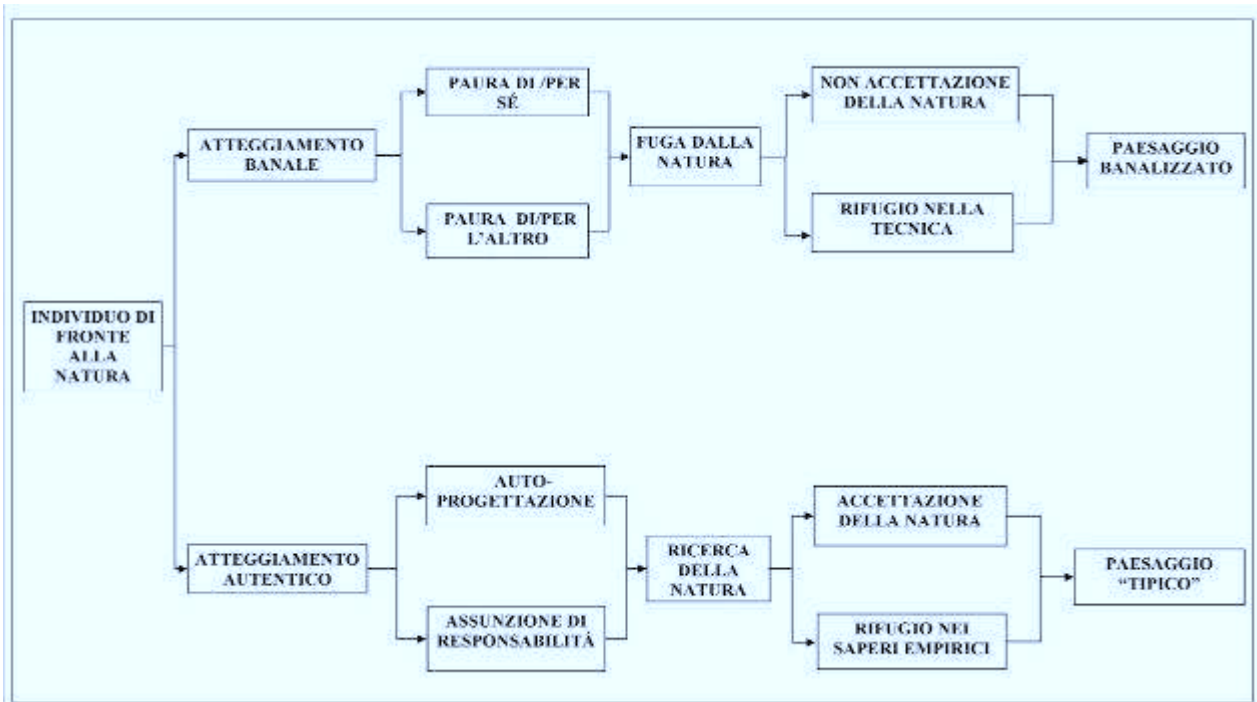 INDIVIDUO DI
FRONTE
ALLA
NATURA
ATTEGGIAMENTO
BANALE
PAURA DI /PER
SÉ
PAURA DI/PER
L’ALTRO
FUGA DALLA
NATURA
NON ACCETTAZIONE
DELLA NATURA
RIFUGIO NELLA
TECNICA
PAESAGGIO
BANALIZZATO
ATTEGGIAMENTO
AUTENTICO
AUTO-
PROGETTAZIONE
ASSUNZIONE DI
RESPONSABILITÀ
RICERCA
DELLA
NATURA
ACCETTAZIONE
DELLA NATURA
RIFUGIO NEI
SAPERI EMPIRICI
PAESAGGIO
“TIPICO”